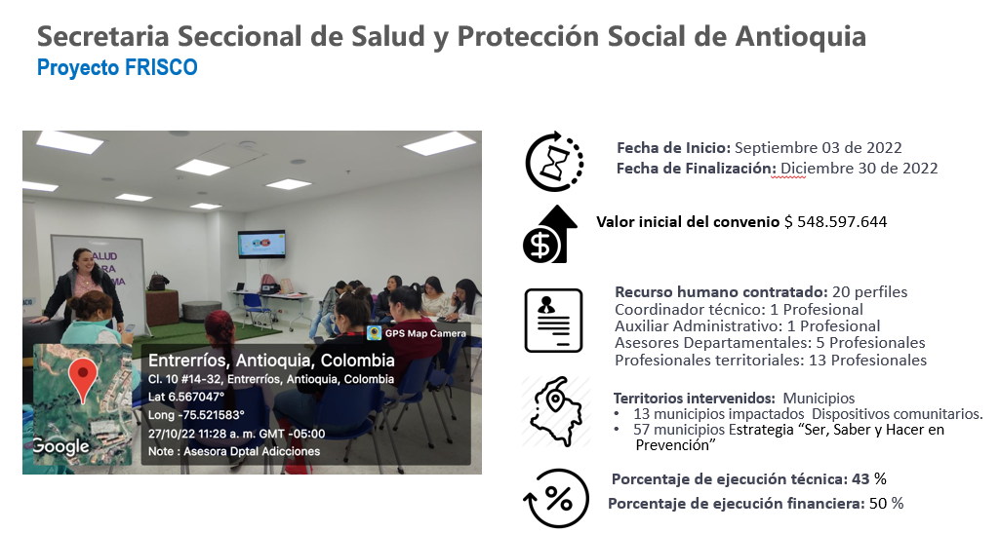 Secretaria Seccional de Salud y Protección Social de Antioquia
Proyecto FRISCO
Fecha de Inicio: Septiembre 03 de 2022
Fecha de Finalización: Diciembre 30 de 2022
Valor inicial del convenio $ 548.597.644
Recurso humano contratado: 20 perfiles
Coordinador técnico: 1 Profesional
Auxiliar Administrativo: 1 Profesional
Asesores Departamentales: 5 Profesionales
Profesionales territoriales: 13 Profesionales
Territorios intervenidos: Municipios
• 13 municipios impactados Dispositivos comunitarios.
• 57 municipios Estrategia “Ser, Saber y Hacer en
Prevención”
Porcentaje de ejecución técnica: 43 %
Porcentaje de ejecución financiera: 50 %
GPS Map Camera
Entrerríos, Antioquia, Colombia
Cl. 10 #14-32, Entrerríos, Antioquia, Colombia
Lat 6.567047°
Long -75.521583°
27/10/22 11:28 a. m. GMT -05:00
Note : Asesora Dptal Adicciones
Google